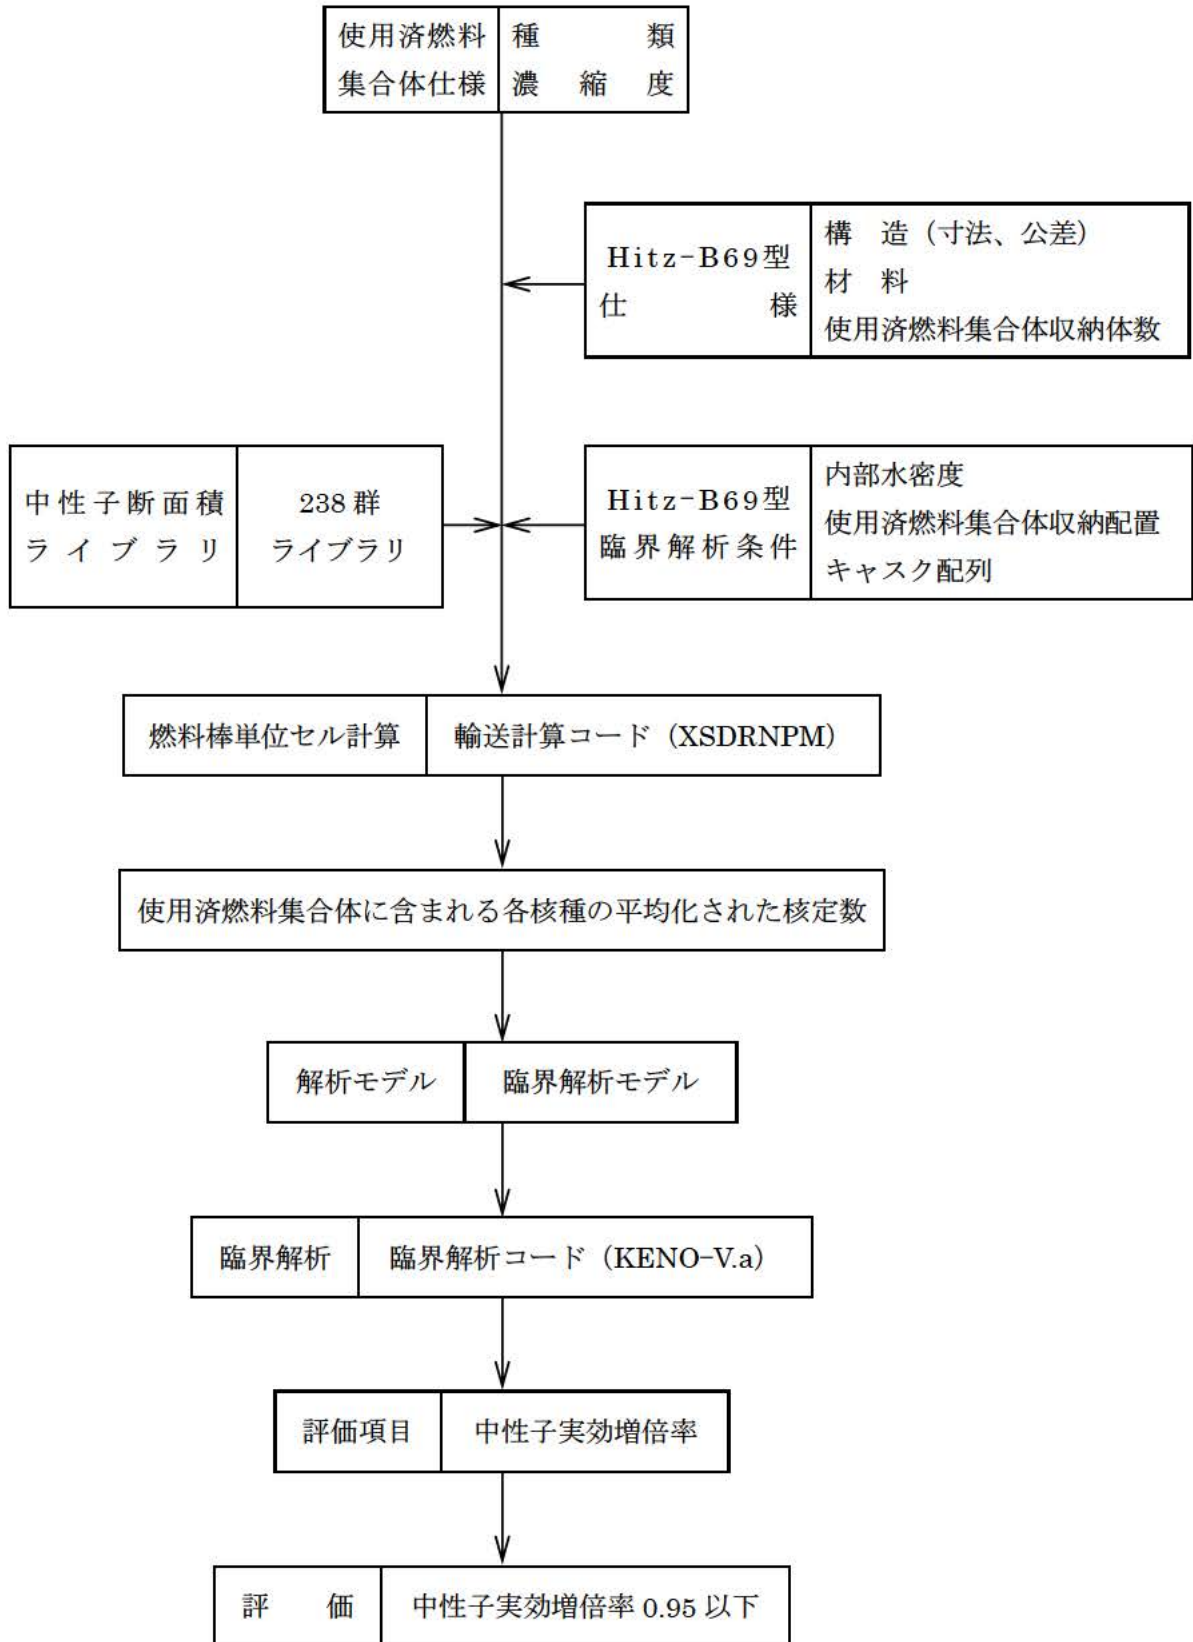 使用済燃料
集合体仕様
種類
濃縮度
Hitz-B69型
仕様
構造（寸法、公差）
材料
使用済燃料集合体収納体数
中性子断面積
ライブラリ
238群
ライブラリ
Hitz-B69型
臨界解析条件
内部水密度
使用済燃料集合体収納配置
キャスク配列
燃料棒単位セル計算
輸送計算コード（XSDRNPM）
使用済燃料集合体に含まれる各核種の平均化された核定数
解析モデル
臨界解析モデル
臨界解析
臨界解析コード（KENO-V.a）
評価項目
中性子実効増倍率
評価
中性子実効増倍率 0.95 以下